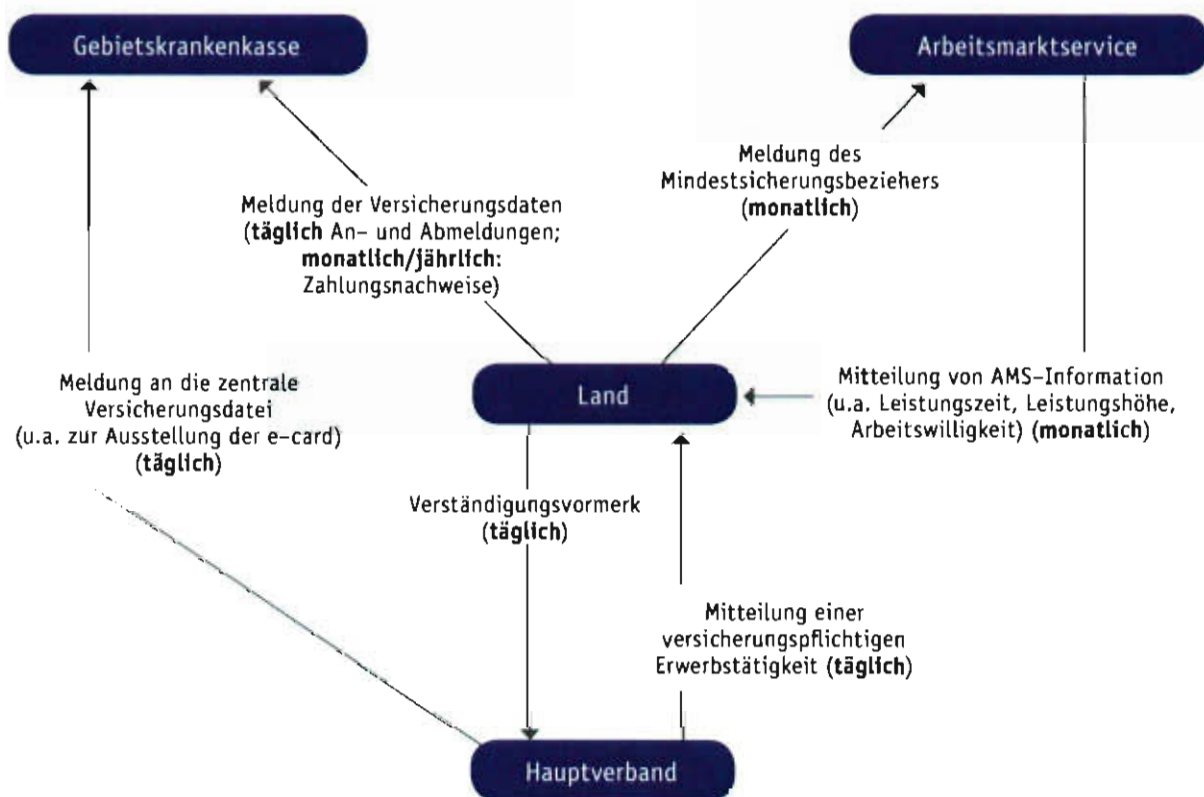 Gebietskrankenkasse
Arbeitsmarktservice
Meldung des
Mindestsicherungsbeziehers
(monatlich)
Meldung der Versicherungsdaten
(täglich An- und Abmeldungen;
monatlich/jährlich:
Zahlungsnachweise)
Meldung an die zentrale
Versicherungsdatei
(u.a. zur Ausstellung der e-card)
(täglich)
Land
Mitteilung von AMS-Information
(u.a. Leistungszeit, Leistungshöhe,
Arbeitswilligkeit) (monatlich)
Verständigungsvormerk
(täglich)
Mitteilung einer
versicherungspflichtigen
Erwerbstätigkeit (täglich)
Hauptverband